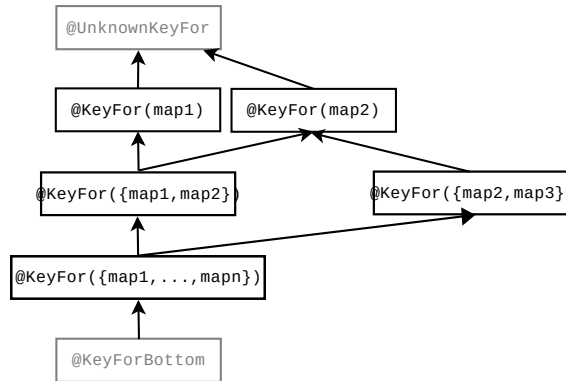 @UnknownKeyFor
@KeyFor(map1)
@KeyFor(map2)
@KeyFor({map1,map2})
@KeyFor({map2,map3}
@KeyFor({map1,...,mapn})
@KeyForBottom